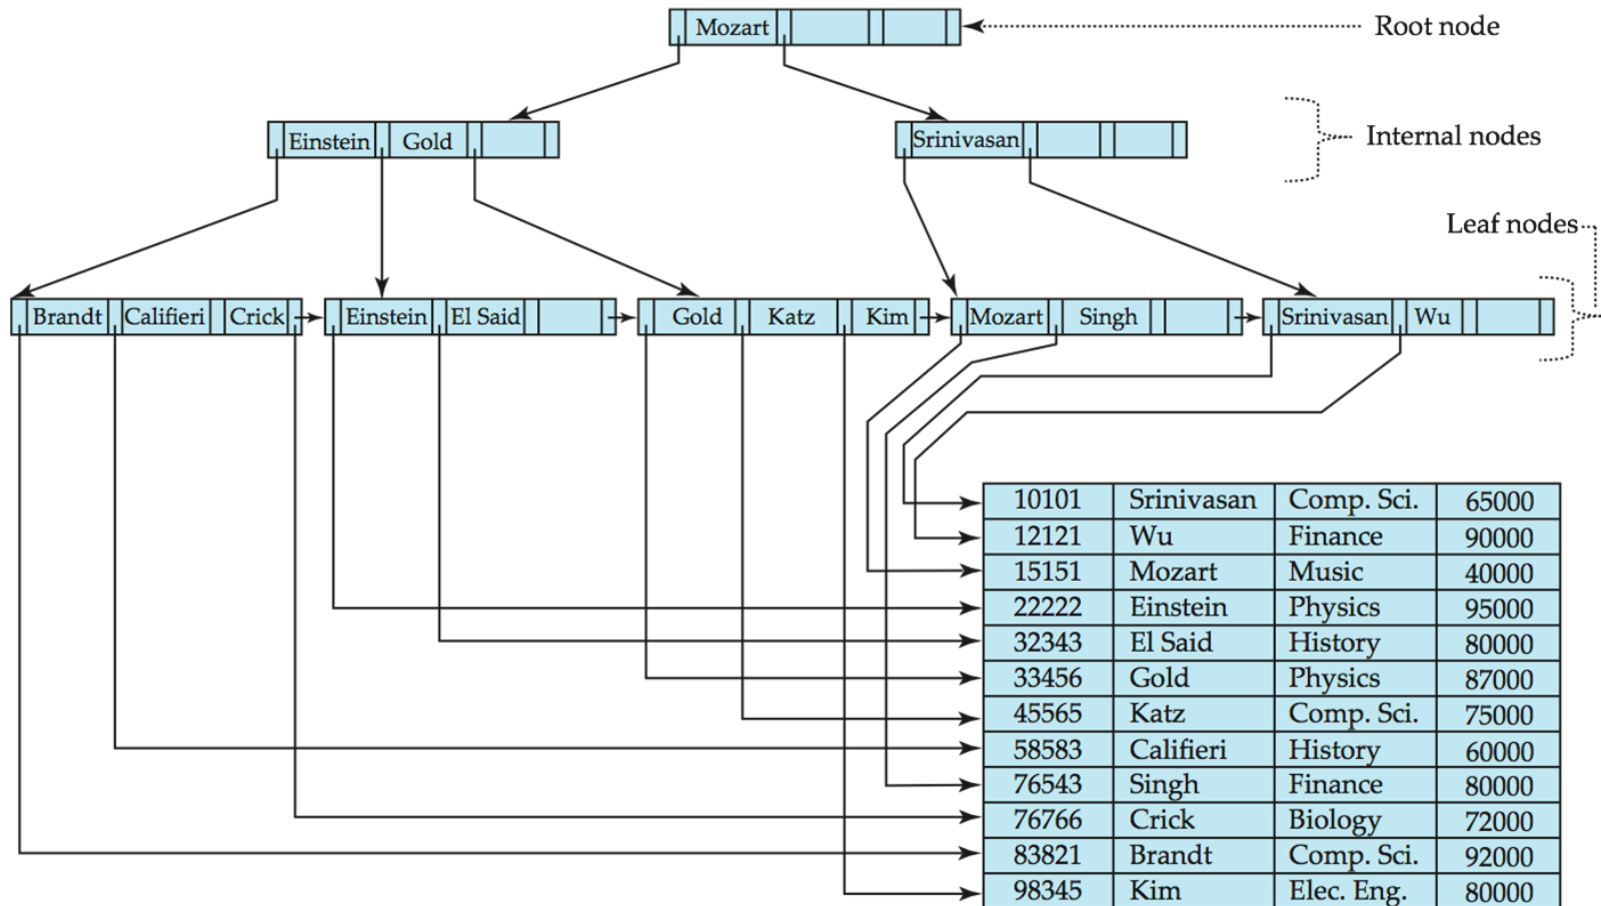 Mozart
Root node
Einstein Gold
Srinivasan
Internal nodes
Leaf nodes
Brandt Califieri Crick Einstein El Said Gold Katz Kim Mozart Singh Srinivasan Wu
10101 Srinivasan Comp. Sci. 65000
12121 Wu Finance 90000
15151 Mozart Music 40000
22222 Einstein Physics 95000
32343 El Said History 80000
33456 Gold Physics 87000
45565 Katz Comp. Sci. 75000
58583 Califieri History 60000
76543 Singh Finance 80000
76766 Crick Biology 72000
83821 Brandt Comp. Sci. 92000
98345 Kim Elec. Eng. 80000